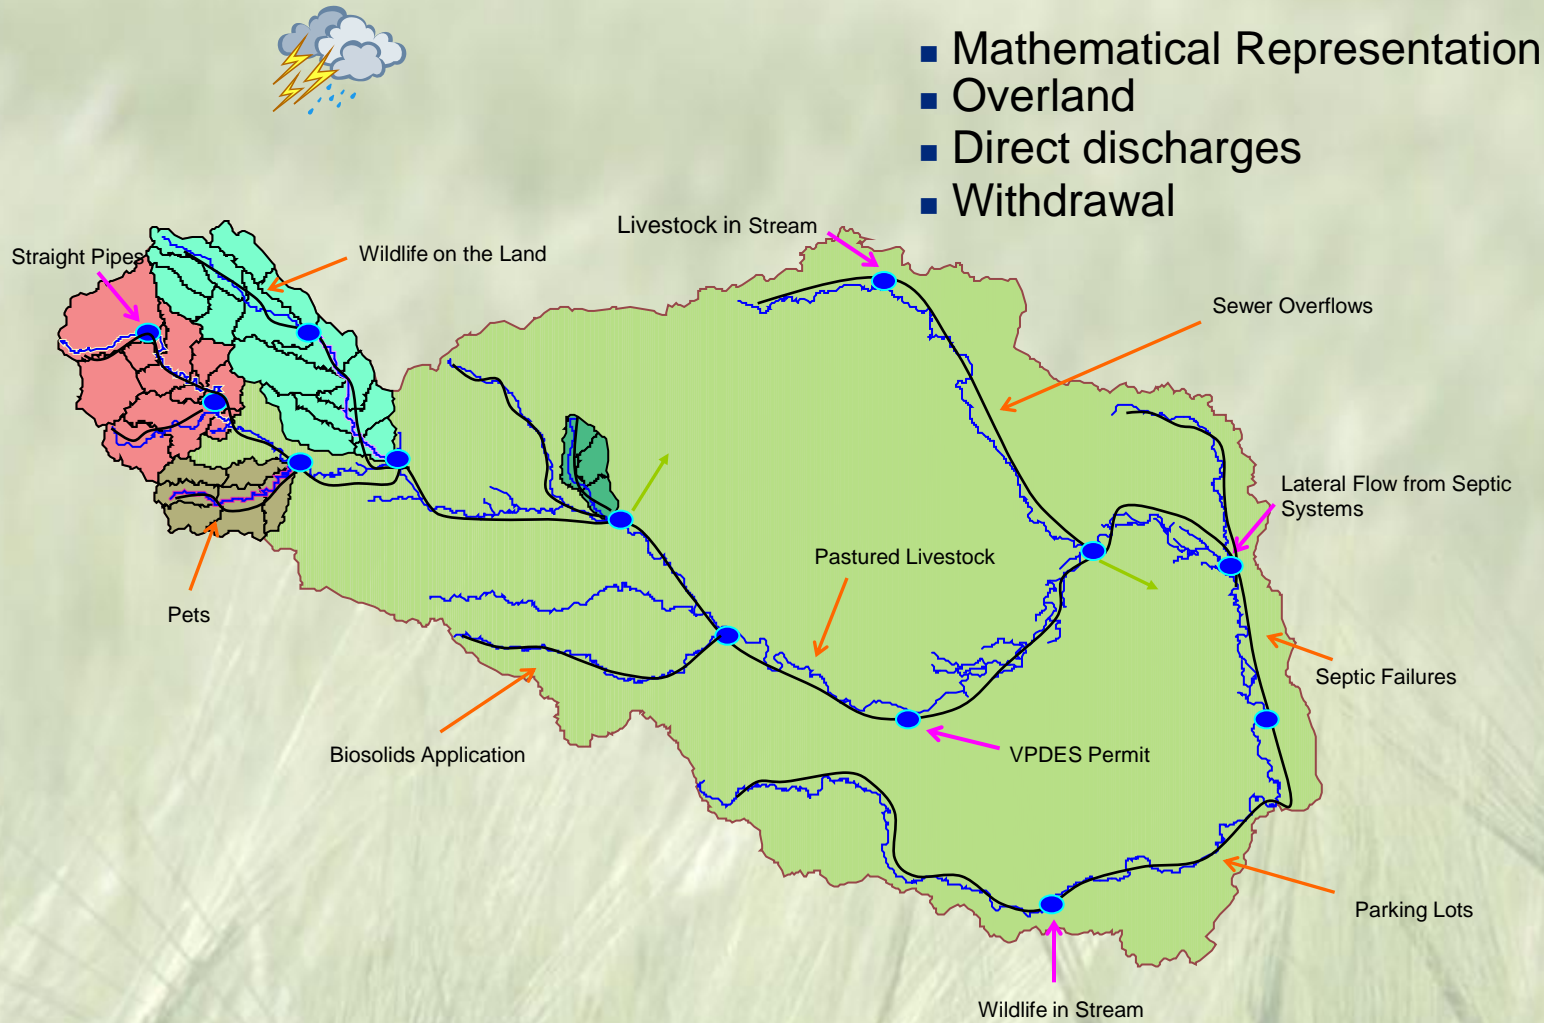 Mathematical Representation
Overland
Direct discharges
Withdrawal
Livestock in Stream
Straight Pipes
Wildlife on the Land
Sewer Overflows
Lateral Flow from Septic
Systems
Pastured Livestock
Pets
Septic Failures
Biosolids Application
VPDES Permit
Parking Lots
Wildlife in Stream